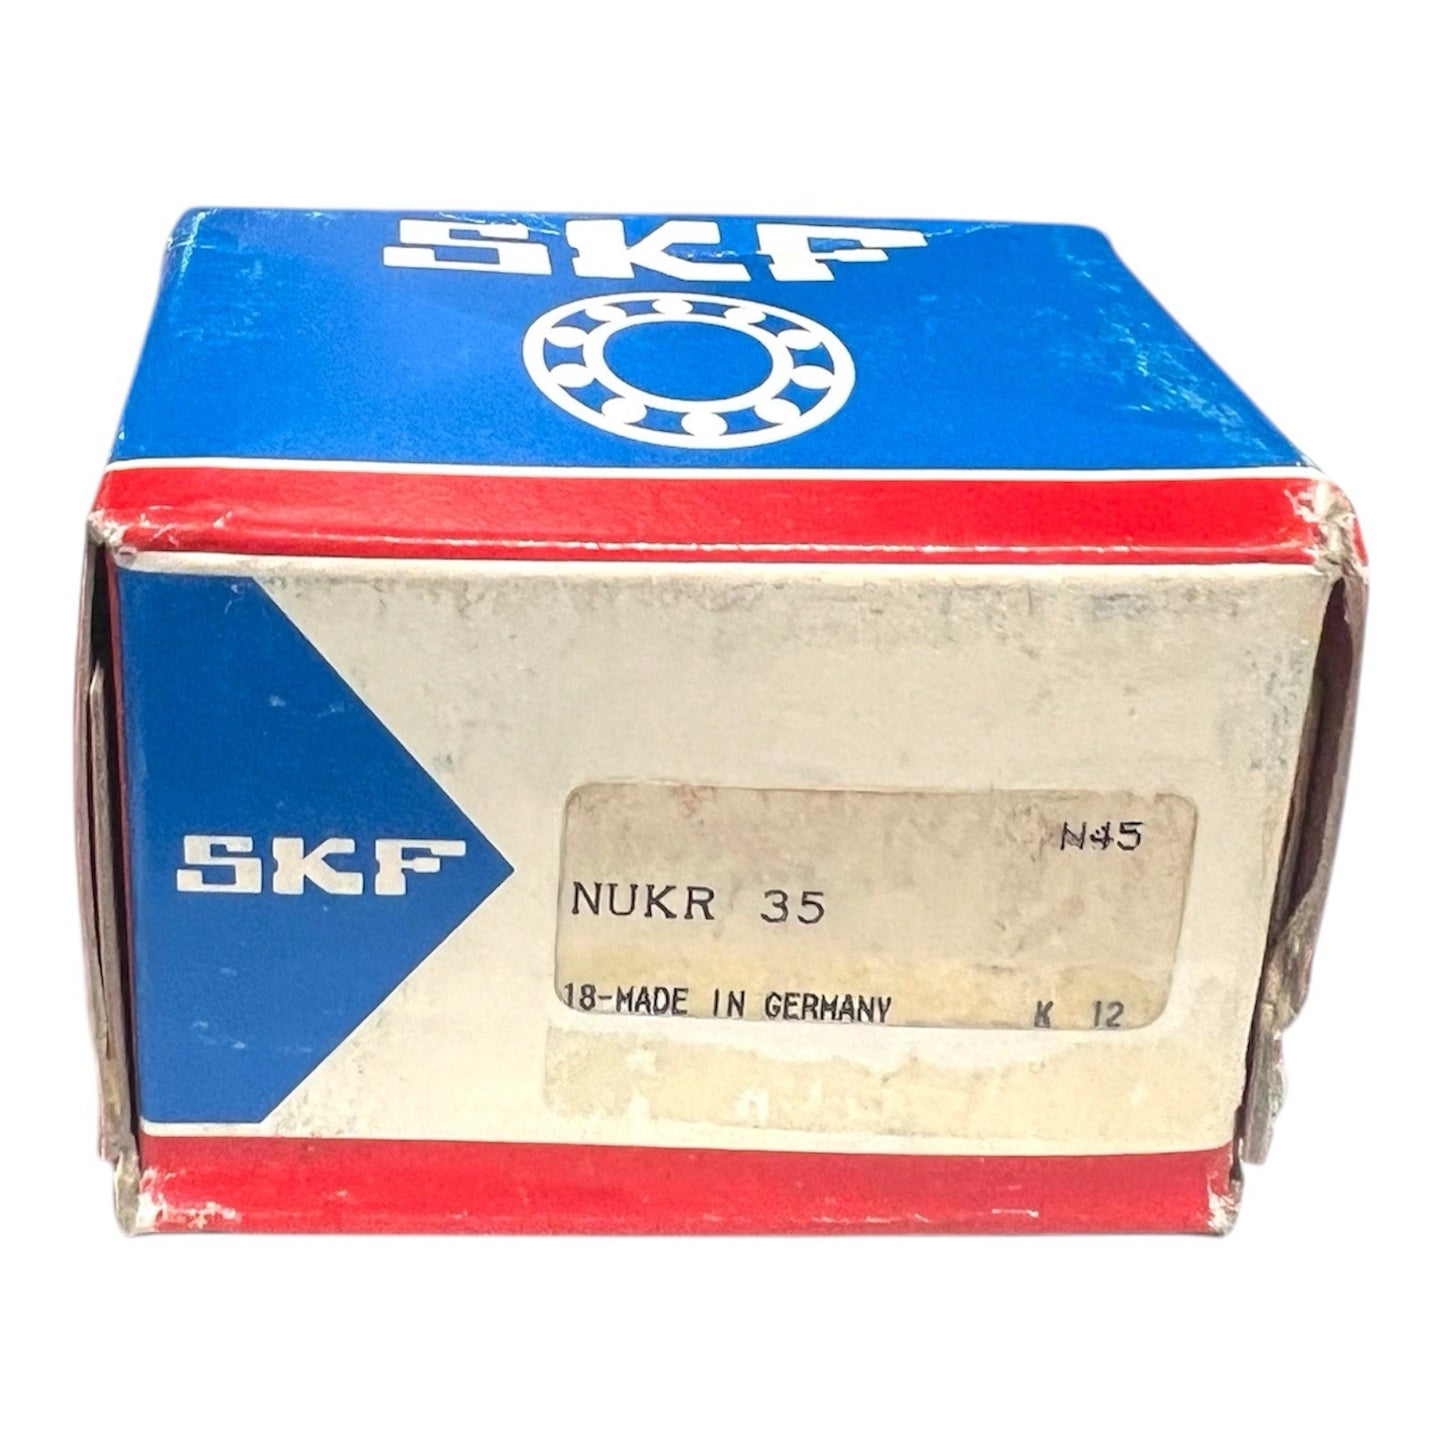 SKF
SKF
N45
NUKR 35
18-MADE IN GERMANY K 12